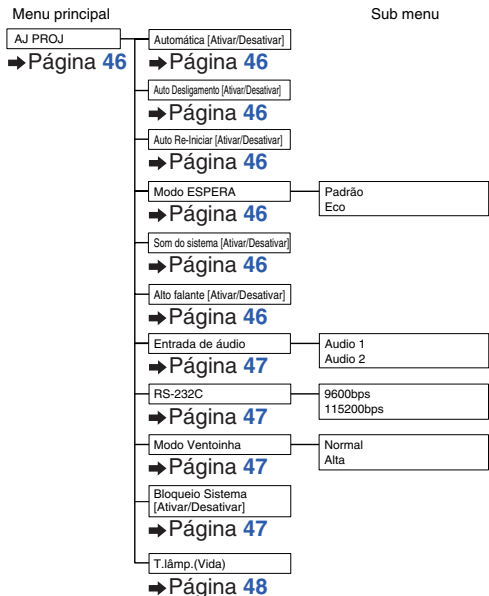 Menu principal
Sub menu
AJ PROJ
➡Página 46
Automática [Ativar/Desativar]
➡Página 46
Auto Desligamento [Ativar/Desativar]
➡Página 46
Auto Re-Iniciar [Ativar/Desativar]
➡Página 46
Modo ESPERA
➡Página 46
Padrão
Eco
Som do sistema [Ativar/Desativar]
➡Página 46
Alto falante [Ativar/Desativar]
➡Página 46
Entrada de áudio
➡Página 47
Audio 1
Audio 2
RS-232C
➡Página 47
9600bps
115200bps
Modo Ventoinha
➡Página 47
Normal
Alta
Bloqueio Sistema
[Ativar/Desativar]
➡Página 47
T.lâmp.(Vida)
➡Página 48